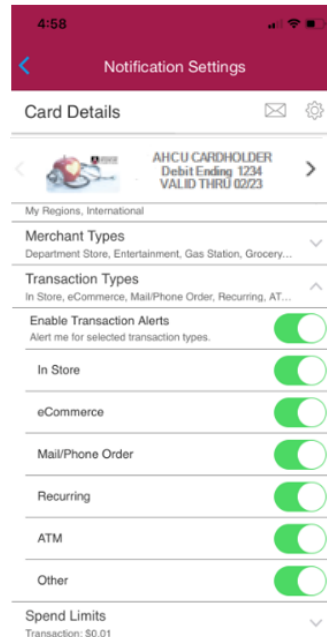 4:58
Notification Settings
Card Details
AHCU CARDHOLDER
Debit Ending 1234
VALID THRU 02/23
My Regions, International
Merchant Types
Department Store, Entertainment, Gas Station, Grocery...
Transaction Types
In Store, eCommerce, Mail/Phone Order, Recurring, AT...
Enable Transaction Alerts
Alert me for selected transaction types.
In Store
eCommerce
Mail/Phone Order
Recurring
ATM
Other
Spend Limits
Transaction: $0.01